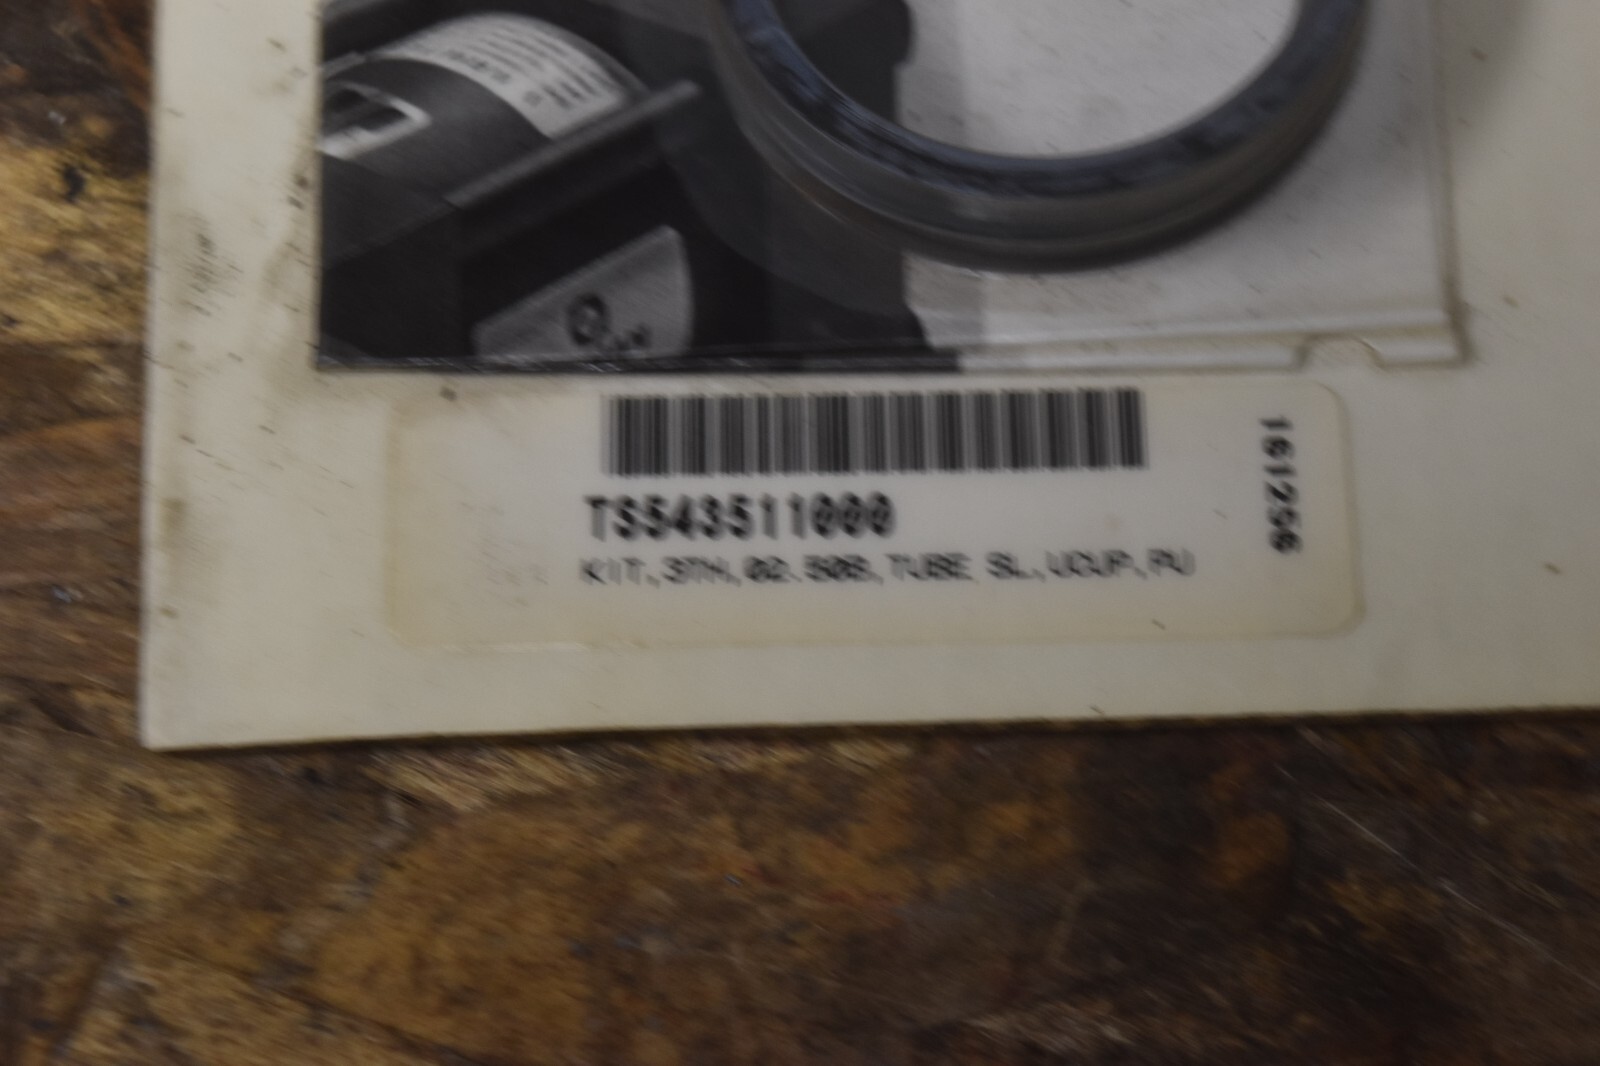 TS543511000
KIT,3TH,02.50B,TUBE SL.,UCUP,PU
161256